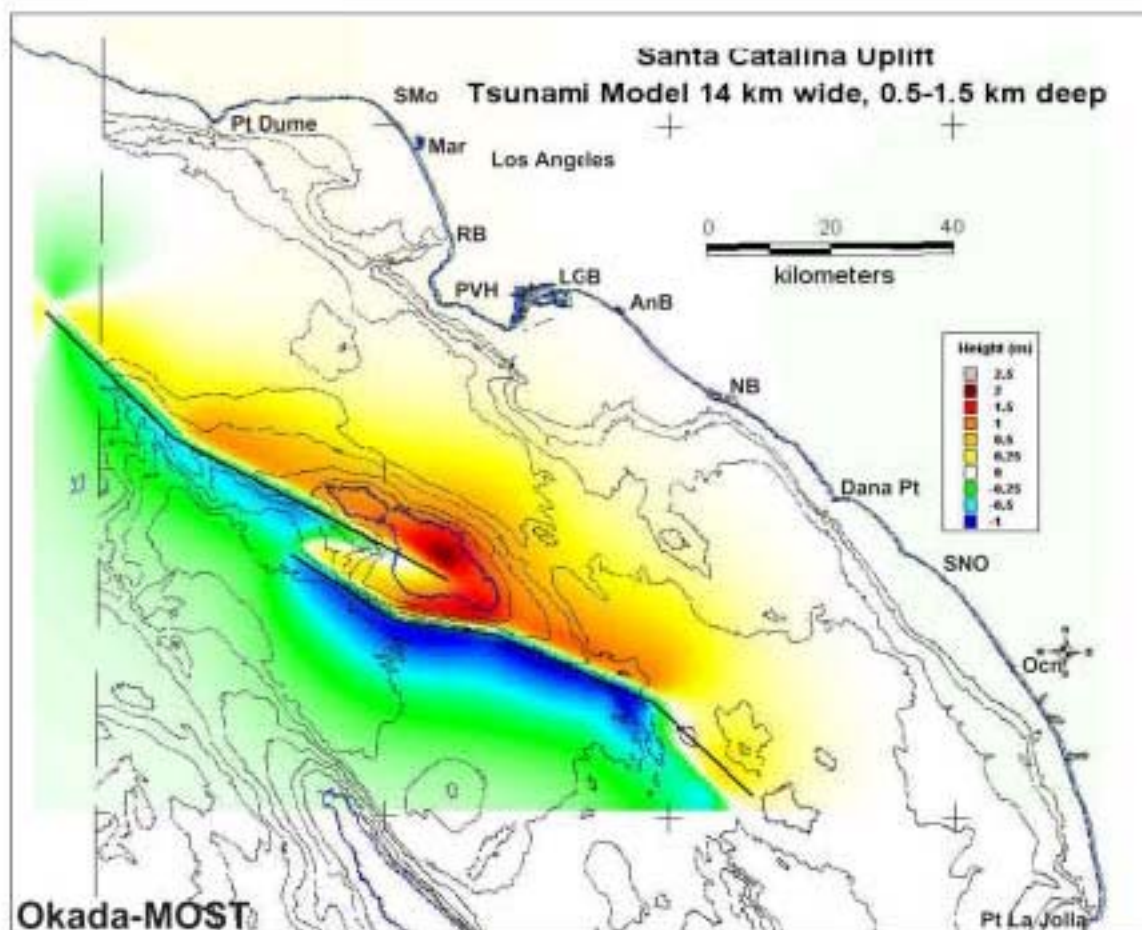 Santa Catalina Uplift
Tsunami Model 14 km wide, 0.5-1.5 km deep
SMo
Pt Dume
Mar
Los Angeles
RB
0 20 40
kilometers
PVH
LGB
AnB
Height (m)
2.5
2
1.5
1
0.5
0.25
0
-0.25
-0.5
-1
NB
Dana Pt
SNO
Ocn
Okada-MOST
Pt La Jolla